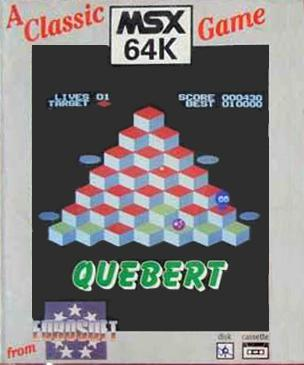 A Classic MSX Game
64K
LIVES 01 SCORE 000430
TARGET BEST 010000
QUEBERT
EUROSOFT
from
disk cassette